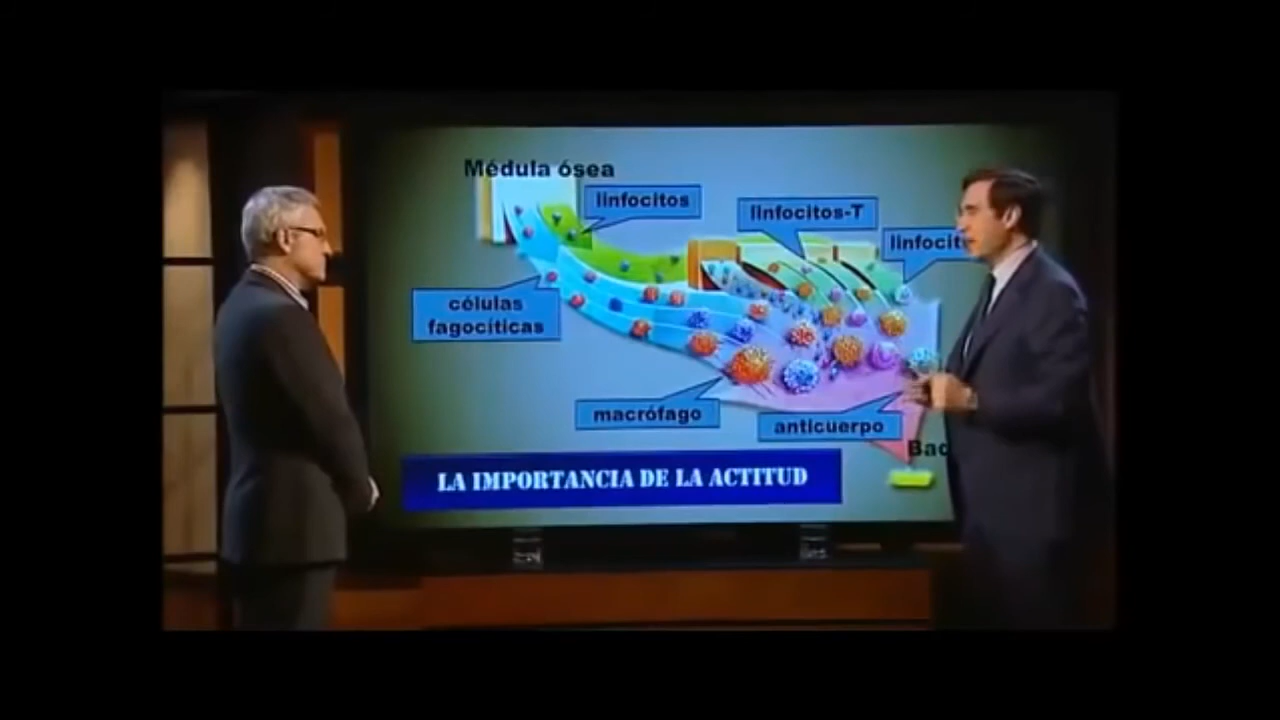 Médula ósea
linfocitos
linfocitos-T
células
fagocíticas
macrófago
anticuerpo
LA IMPORTANCIA DE LA ACTITUD